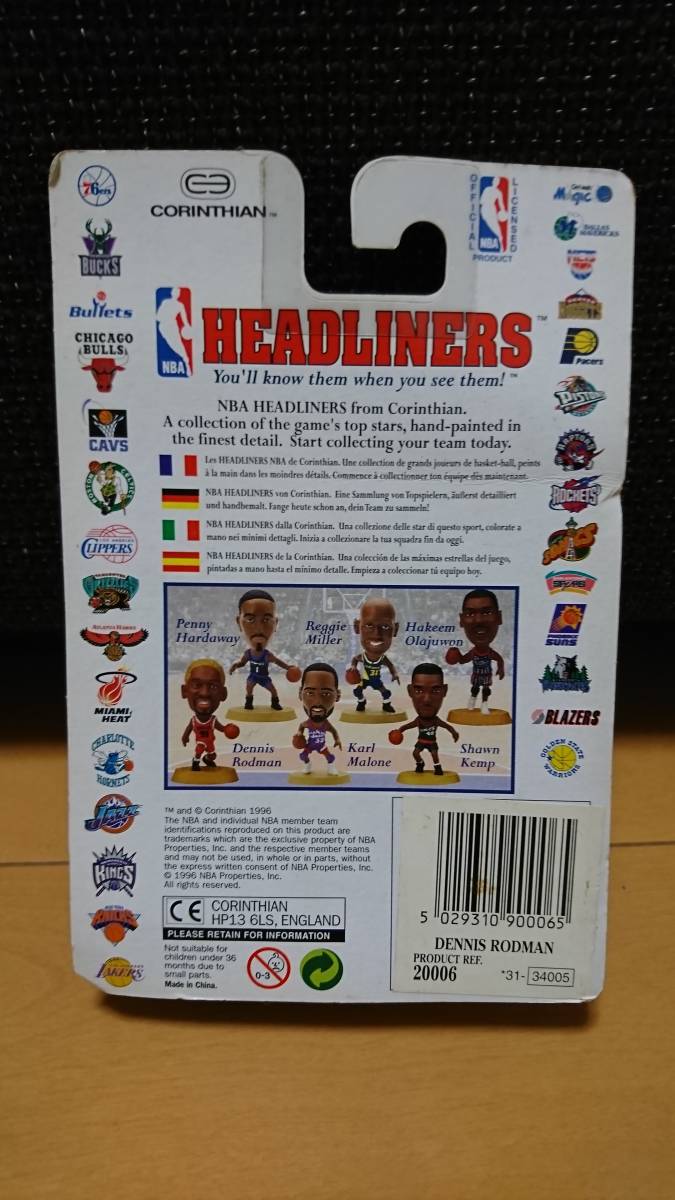 CORINTHIAN™
OFFICIAL
LICENSED
NBA
PRODUCT
NBA
HEADLINERS™
You'll know them when you see them!™
NBA HEADLINERS from Corinthian.
A collection of the game's top stars, hand-painted in
the finest detail. Start collecting your team today.
Les HEADLINERS NBA de Corinthian. Une collection de grands joueurs de basket-ball, peints
à la main dans les moindres détails. Commence à collectionner ton équipe dès maintenant.
NBA HEADLINERS von Corinthian. Eine Sammlung von Topspielern, äußerst detailliert
und handbemalt. Fange heute schon an, dein Team zu sammeln!
NBA HEADLINERS dalla Corinthian. Una collezione delle star di questo sport, colorate a
mano nei minimi dettagli. Inizia a collezionare la tua squadra fin da oggi.
NBA HEADLINERS de la Corinthian. Una colección de las máximas estrellas del juego,
pintadas a mano hasta el mínimo detalle. Empieza a coleccionar tú equipo hoy.
Penny
Hardaway
Reggie
Miller
Hakeem
Olajuwon
Dennis
Rodman
Karl
Malone
Shawn
Kemp
76ers
BUCKS
Bullets
CHICAGO
BULLS
CAVS
BOSTON
CELTICS
CLIPPERS
ATLANTA HAWKS
MIAMI
HEAT
CHARLOTTE
HORNETS
JAZZ
KINGS
KNICKS
LAKERS
Magic
DALLAS
MAVERICKS
Pacers
PISTONS
RAPTORS
ROCKETS
SONICS
SPURS
SUNS
BLAZERS
GOLDEN STATE
WARRIORS
TM and © Corinthian 1996
The NBA and individual NBA member team
identifications reproduced on this product are
trademarks which are the exclusive property of NBA
Properties, Inc. and the respective member teams
and may not be used, in whole or in parts, without
the express written consent of NBA Properties, Inc.
© 1996 NBA Properties, Inc.
All rights reserved.
CE CORINTHIAN
HP13 6LS, ENGLAND
PLEASE RETAIN FOR INFORMATION
Not suitable for
children under 36
months due to
small parts.
Made in China.
0-3
5 029310 900065
DENNIS RODMAN
PRODUCT REF.
20006
*31- 34005